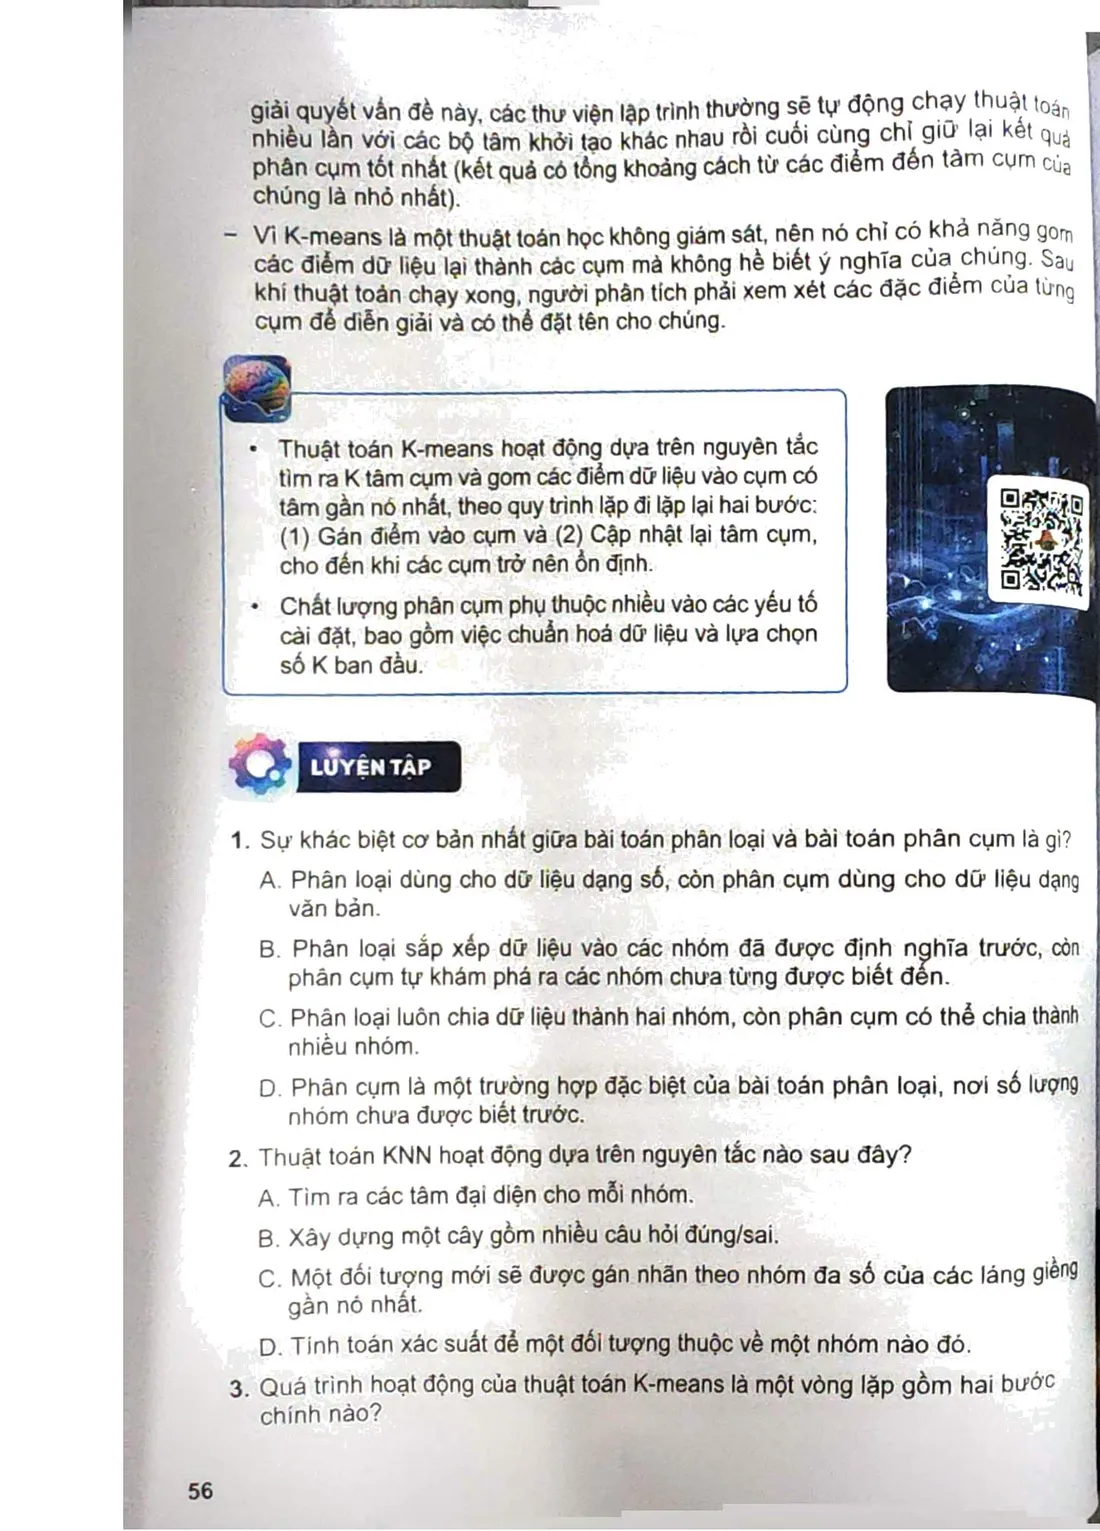 giải quyết vấn đề này, các thư viện lập trình thường sẽ tự động chạy thuật toán
nhiều lần với các bộ tâm khởi tạo khác nhau rồi cuối cùng chỉ giữ lại kết quả
phân cụm tốt nhất (kết quả có tổng khoảng cách từ các điểm đến tâm cụm của
chúng là nhỏ nhất).
– Vì K-means là một thuật toán học không giám sát, nên nó chỉ có khả năng gom
các điểm dữ liệu lại thành các cụm mà không hề biết ý nghĩa của chúng. Sau
khi thuật toán chạy xong, người phân tích phải xem xét các đặc điểm của từng
cụm để diễn giải và có thể đặt tên cho chúng.
• Thuật toán K-means hoạt động dựa trên nguyên tắc
tìm ra K tâm cụm và gom các điểm dữ liệu vào cụm có
tâm gần nó nhất, theo quy trình lặp đi lặp lại hai bước:
(1) Gán điểm vào cụm và (2) Cập nhật lại tâm cụm,
cho đến khi các cụm trở nên ổn định.
• Chất lượng phân cụm phụ thuộc nhiều vào các yếu tố
cài đặt, bao gồm việc chuẩn hoá dữ liệu và lựa chọn
số K ban đầu.
LUYỆN TẬP
1. Sự khác biệt cơ bản nhất giữa bài toán phân loại và bài toán phân cụm là gì?
A. Phân loại dùng cho dữ liệu dạng số, còn phân cụm dùng cho dữ liệu dạng
văn bản.
B. Phân loại sắp xếp dữ liệu vào các nhóm đã được định nghĩa trước, còn
phân cụm tự khám phá ra các nhóm chưa từng được biết đến.
C. Phân loại luôn chia dữ liệu thành hai nhóm, còn phân cụm có thể chia thành
nhiều nhóm.
D. Phân cụm là một trường hợp đặc biệt của bài toán phân loại, nơi số lượng
nhóm chưa được biết trước.
2. Thuật toán KNN hoạt động dựa trên nguyên tắc nào sau đây?
A. Tìm ra các tâm đại diện cho mỗi nhóm.
B. Xây dựng một cây gồm nhiều câu hỏi đúng/sai.
C. Một đối tượng mới sẽ được gán nhãn theo nhóm đa số của các láng giềng
gần nó nhất.
D. Tính toán xác suất để một đối tượng thuộc về một nhóm nào đó.
3. Quá trình hoạt động của thuật toán K-means là một vòng lặp gồm hai bước
chính nào?
56